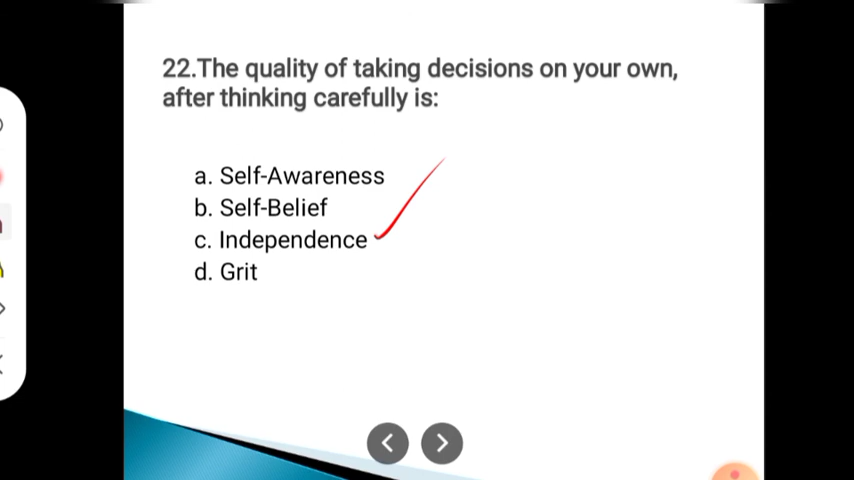 22.The quality of taking decisions on your own,
after thinking carefully is:
a. Self-Awareness
b. Self-Belief
c. Independence
d. Grit